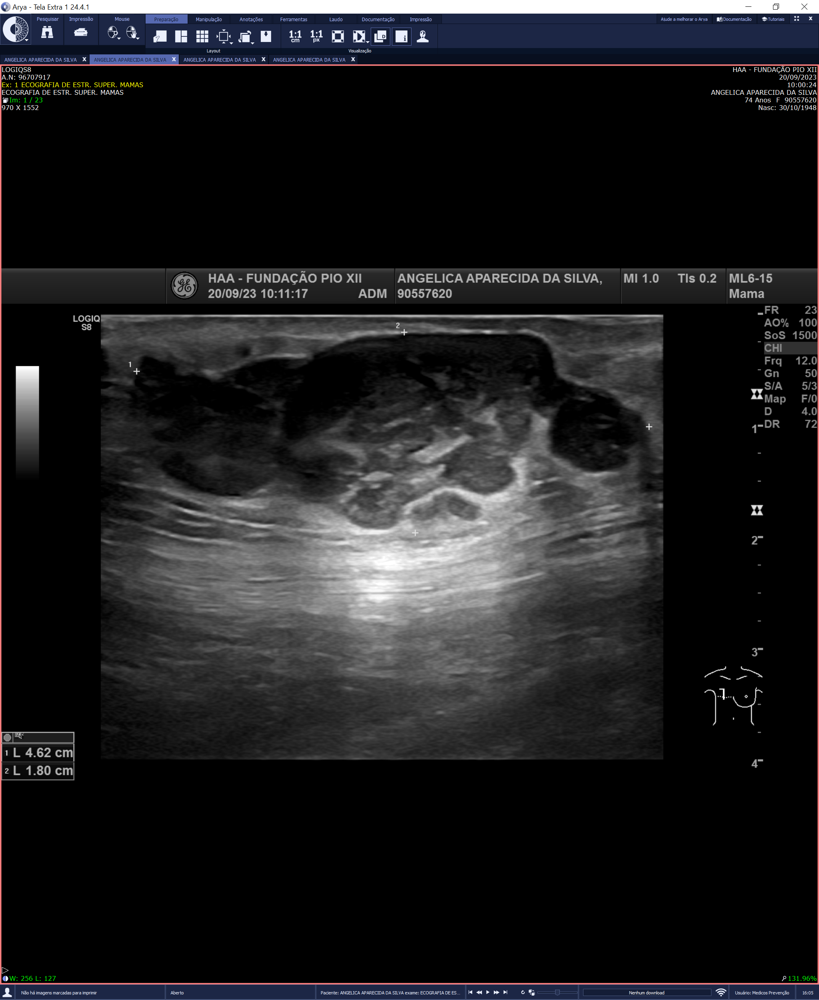 Arya - Tela Extra 1 24.4.1
Pesquisar
Impressão
Mouse
Preparação
Manipulação
Anotações
Ferramentas
Laudo
Documentação
Impressão
Ajude a melhorar o Arya
Documentação
Tutoriais
X
1:1 cm
1:1 px
D
i
Layout
Visualização
ANGELICA APARECIDA DA SILVA X
ANGELICA APARECIDA DA SILVA X
ANGELICA APARECIDA DA SILVA X
ANGELICA APARECIDA DA SILVA X
LOGIQS8
A.N: 96707917
Ex: 1 ECOGRAFIA DE ESTR. SUPER. MAMAS
ECOGRAFIA DE ESTR. SUPER. MAMAS
Im: 1 / 23
970 X 1552
HAA - FUNDAÇÃO PIO XII
20/09/2023
10:00:24
ANGELICA APARECIDA DA SILVA
74 Anos F 90557620
Nasc: 30/10/1948
GE
HAA - FUNDAÇÃO PIO XII
20/09/23 10:11:17 ADM
ANGELICA APARECIDA DA SILVA,
90557620
MI 1.0 TIs 0.2
ML6-15
Mama
LOGIQ
S8
2
1
FR 23
AO% 100
SoS 1500
CHI
Frq 12.0
Gn 50
S/A 5/3
Map F/0
D 4.0
DR 72
1
2
3
4
1 L 4.62 cm
2 L 1.80 cm
W: 256 L: 127
131.96%
Não há imagens marcadas para imprimir
Aberto
Paciente: ANGELICA APARECIDA DA SILVA exame: ECOGRAFIA DE ES...
Nenhum download
Usuário: Medicos Prevenção
16:05